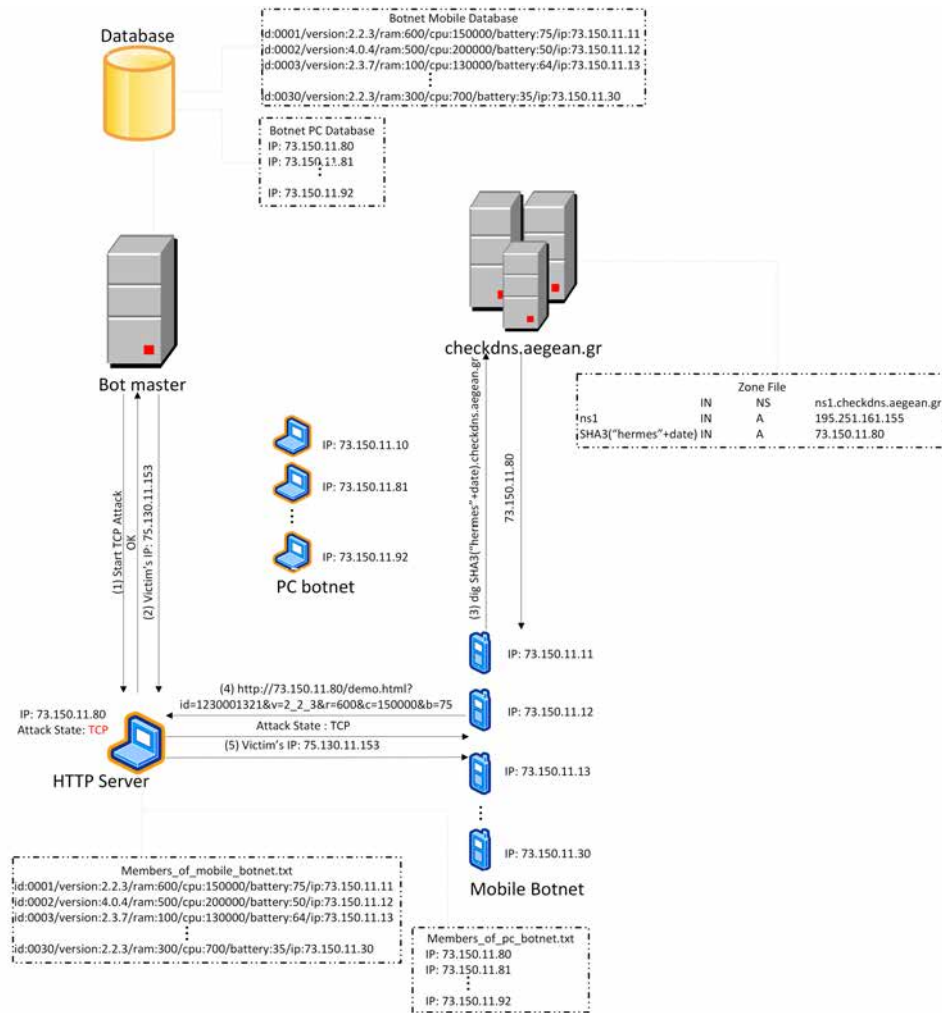 Botnet Mobile Database
id:0001/version:2.2.3/ram:600/cpu:150000/battery:75/ip:73.150.11.11
id:0002/version:4.0.4/ram:500/cpu:200000/battery:50/ip:73.150.11.12
id:0003/version:2.3.7/ram:100/cpu:130000/battery:64/ip:73.150.11.13
id:0030/version:2.2.3/ram:300/cpu:700/battery:35/ip:73.150.11.30
Database
Botnet PC Database
IP: 73.150.11.80
IP: 73.150.11.81
IP: 73.150.11.92
Bot master
checkdns.aegean.gr
Zone File
IN NS ns1.checkdns.aegean.gr
ns1 IN A 195.251.161.155
SHA3("hermes"+date) IN A 73.150.11.80
(1) Start TCP Attack
OK
(2) Victim's IP: 75.130.11.153
IP: 73.150.11.10
IP: 73.150.11.81
IP: 73.150.11.92
PC botnet
(3) dig SHA3("hermes"+date).checkdns.aegean.gr
73.150.11.80
IP: 73.150.11.11
IP: 73.150.11.12
IP: 73.150.11.13
IP: 73.150.11.30
Mobile Botnet
(4) http://73.150.11.80/demo.html?
id=1230001321&v=2_2_3&r=600&c=150000&b=75
Attack State : TCP
(5) Victim's IP: 75.130.11.153
IP: 73.150.11.80
Attack State: TCP
HTTP Server
Members_of_mobile_botnet.txt
id:0001/version:2.2.3/ram:600/cpu:150000/battery:75/ip:73.150.11.11
id:0002/version:4.0.4/ram:500/cpu:200000/battery:50/ip:73.150.11.12
id:0003/version:2.3.7/ram:100/cpu:130000/battery:64/ip:73.150.11.13
id:0030/version:2.2.3/ram:300/cpu:700/battery:35/ip:73.150.11.30
Members_of_pc_botnet.txt
IP: 73.150.11.80
IP: 73.150.11.81
IP: 73.150.11.92